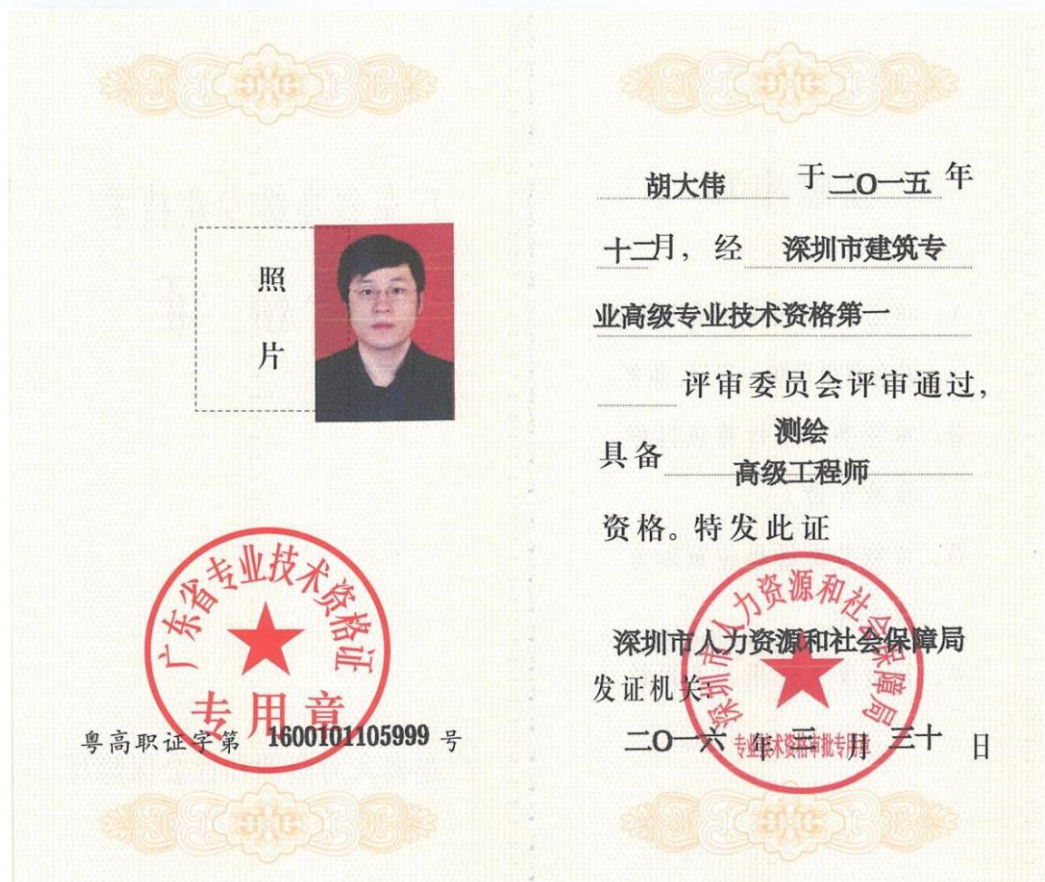 照
片
广东省专业技术资格证
专用章
粤高职证字第 1600101105999 号
胡大伟 于二O一五年
十二月，经 深圳市建筑专
业高级专业技术资格第一
评审委员会评审通过，
测绘
具备
高级工程师
资格。特发此证
深圳市人力资源和社会保障局
深圳市人力资源和社会保障局
发证机关：
二O一六 年 三 月 三十 日
专业技术资格审批专用章